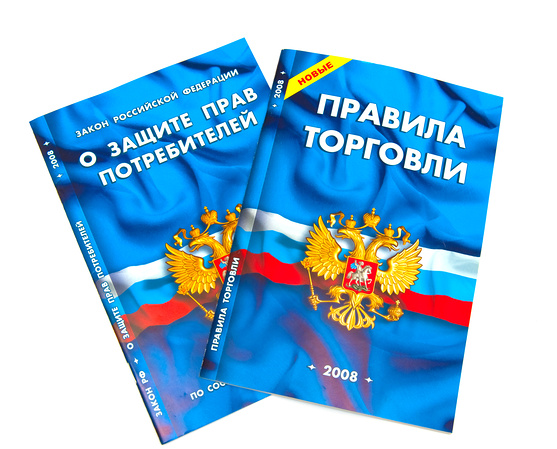 ЗАКОН РОССИЙСКОЙ ФЕДЕРАЦИИ
О ЗАЩИТЕ ПРАВ
ПОТРЕБИТЕЛЕЙ
2008
О ЗАЩИТЕ ПРАВ ПОТРЕБИТЕЛЕЙ
ЗАКОН РФ
ПО
2008
НОВЫЕ
ПРАВИЛА
ТОРГОВЛИ
ПРАВИЛА ТОРГОВЛИ
2008